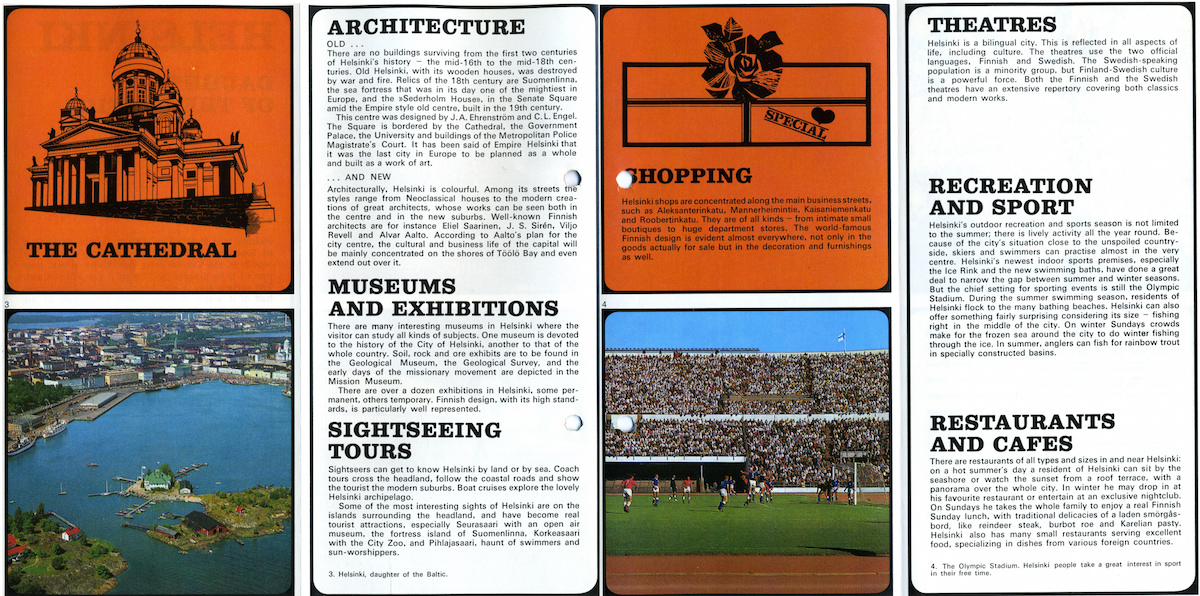 THE CATHEDRAL
3
ARCHITECTURE
OLD . . .
There are no buildings surviving from the first two centuries
of Helsinki's history – the mid-16th to the mid-18th cen-
turies. Old Helsinki, with its wooden houses, was destroyed
by war and fire. Relics of the 18th century are Suomenlinna,
the sea fortress that was in its day one of the mightiest in
Europe, and the »Sederholm House», in the Senate Square
amid the Empire style old centre, built in the 19th century.
This centre was designed by J. A. Ehrenström and C. L. Engel.
The Square is bordered by the Cathedral, the Government
Palace, the University and buildings of the Metropolitan Police
Magistrate's Court. It has been said of Empire Helsinki that
it was the last city in Europe to be planned as a whole
and built as a work of art.
. . . AND NEW
Architecturally, Helsinki is colourful. Among its streets the
styles range from Neoclassical houses to the modern crea-
tions of great architects, whose works can be seen both in
the centre and in the new suburbs. Well-known Finnish
architects are for instance Eliel Saarinen, J. S. Sirén, Viljo
Revell and Alvar Aalto. According to Aalto's plan for the
city centre, the cultural and business life of the capital will
be mainly concentrated on the shores of Töölö Bay and even
extend out over it.
MUSEUMS
AND EXHIBITIONS
There are many interesting museums in Helsinki where the
visitor can study all kinds of subjects. One museum is devoted
to the history of the City of Helsinki, another to that of the
whole country. Soil, rock and ore exhibits are to be found in
the Geological Museum, the Geological Survey, and the
early days of the missionary movement are depicted in the
Mission Museum.
There are over a dozen exhibitions in Helsinki, some per-
manent, others temporary. Finnish design, with its high stand-
ards, is particularly well represented.
SIGHTSEEING
TOURS
Sightseers can get to know Helsinki by land or by sea. Coach
tours cross the headland, follow the coastal roads and show
the tourist the modern suburbs. Boat cruises explore the lovely
Helsinki archipelago.
Some of the most interesting sights of Helsinki are on the
islands surrounding the headland, and have become real
tourist attractions, especially Seurasaari with an open air
museum, the fortress island of Suomenlinna, Korkeasaari
with the City Zoo, and Pihlajasaari, haunt of swimmers and
sun-worshippers.
3. Helsinki, daughter of the Baltic.
SPECIAL
SHOPPING
Helsinki shops are concentrated along the main business streets,
such as Aleksanterinkatu, Mannerheimintie, Kaisaniemenkatu
and Roobertinkatu. They are of all kinds – from intimate small
boutiques to huge department stores. The world-famous
Finnish design is evident almost everywhere, not only in the
goods actually for sale but in the decoration and furnishings
as well.
4
THEATRES
Helsinki is a bilingual city. This is reflected in all aspects of
life, including culture. The theatres use the two official
languages, Finnish and Swedish. The Swedish-speaking
population is a minority group, but Finland-Swedish culture
is a powerful force. Both the Finnish and the Swedish
theatres have an extensive repertory covering both classics
and modern works.
RECREATION
AND SPORT
Helsinki's outdoor recreation and sports season is not limited
to the summer; there is lively activity all the year round. Be-
cause of the city's situation close to the unspoiled country-
side, skiers and swimmers can practise almost in the very
centre. Helsinki's newest indoor sports premises, especially
the Ice Rink and the new swimming baths, have done a great
deal to narrow the gap between summer and winter seasons.
But the chief setting for sporting events is still the Olympic
Stadium. During the summer swimming season, residents of
Helsinki flock to the many bathing beaches. Helsinki can also
offer something fairly surprising considering its size – fishing
right in the middle of the city. On winter Sundays crowds
make for the frozen sea around the city to do winter fishing
through the ice. In summer, anglers can fish for rainbow trout
in specially constructed basins.
RESTAURANTS
AND CAFES
There are restaurants of all types and sizes in and near Helsinki:
on a hot summer's day a resident of Helsinki can sit by the
seashore or watch the sunset from a roof terrace, with a
panorama over the whole city. In winter he may drop in at
his favourite restaurant or entertain at an exclusive nightclub.
On Sundays he takes the whole family to enjoy a real Finnish
Sunday lunch, with traditional delicacies of a laden smörgås-
bord, like reindeer steak, burbot roe and Karelian pasty.
Helsinki also has many small restaurants serving excellent
food, specializing in dishes from various foreign countries.
4. The Olympic Stadium. Helsinki people take a great interest in sport
in their free time.